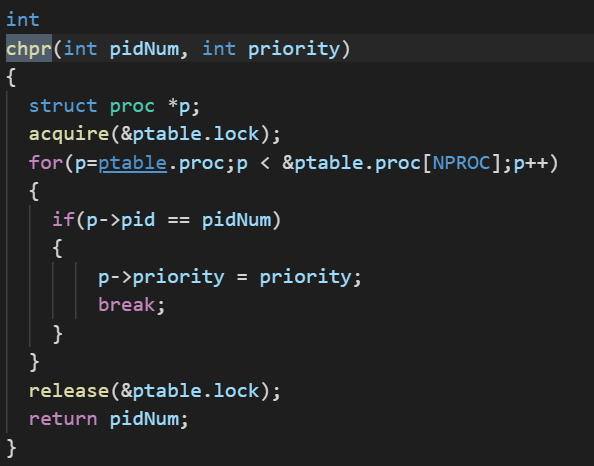 int
chpr(int pidNum, int priority)
{
  struct proc *p;
  acquire(&ptable.lock);
  for(p=ptable.proc;p < &ptable.proc[NPROC];p++)
  {
    if(p->pid == pidNum)
    {
        p->priority = priority;
        break;
    }
  }
  release(&ptable.lock);
  return pidNum;
}